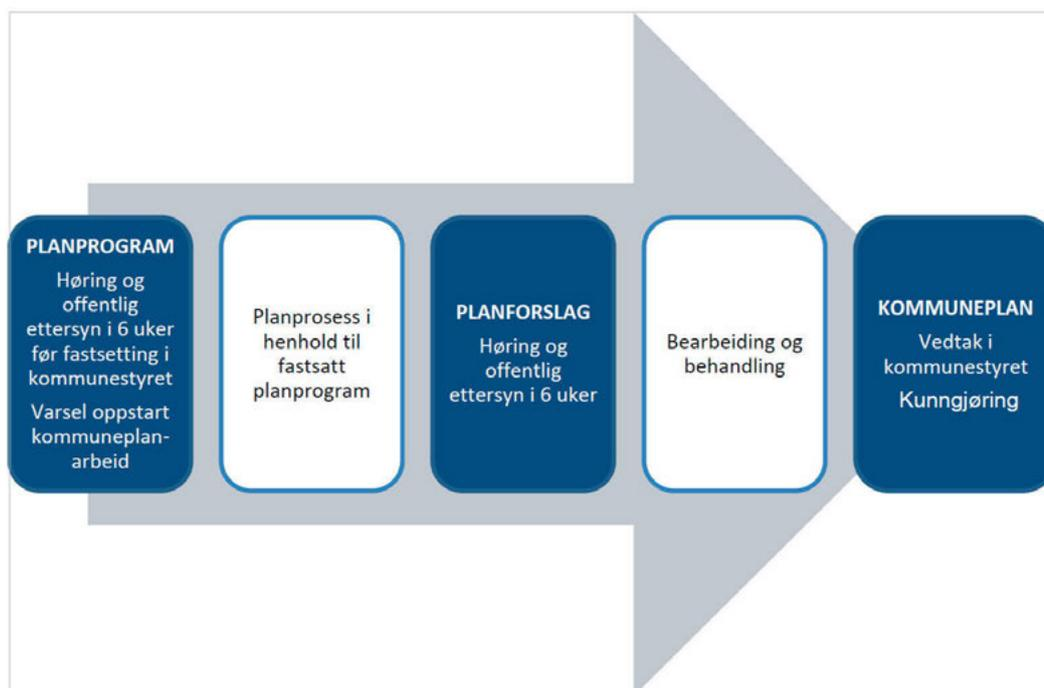 PLANPROGRAM
Høring og
offentlig
ettersyn i 6 uker
før fastsetting i
kommunestyret
Varsel oppstart
kommuneplan-
arbeid
Planprosess i
henhold til
fastsatt
planprogram
PLANFORSLAG
Høring og
offentlig
ettersyn i 6 uker
Bearbeiding og
behandling
KOMMUNEPLAN
Vedtak i
kommunestyret
Kunngjøring